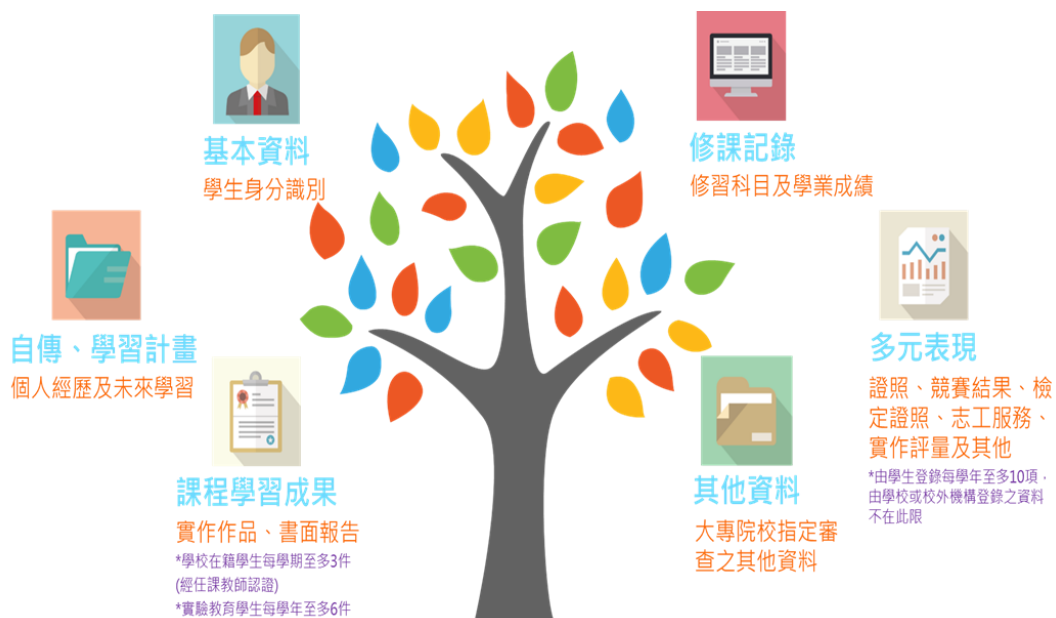 基本資料
學生身分識別
修課記錄
修習科目及學業成績
自傳、學習計畫
個人經歷及未來學習
多元表現
證照、競賽結果、檢
定證照、志工服務、
實作評量及其他
*由學生登錄每學年至多10項，
由學校或校外機構登錄之資料
不在此限
課程學習成果
實作作品、書面報告
*學校在籍學生每學期至多3件
(經任課教師認證)
*實驗教育學生每學年至多6件
其他資料
大專院校指定審
查之其他資料